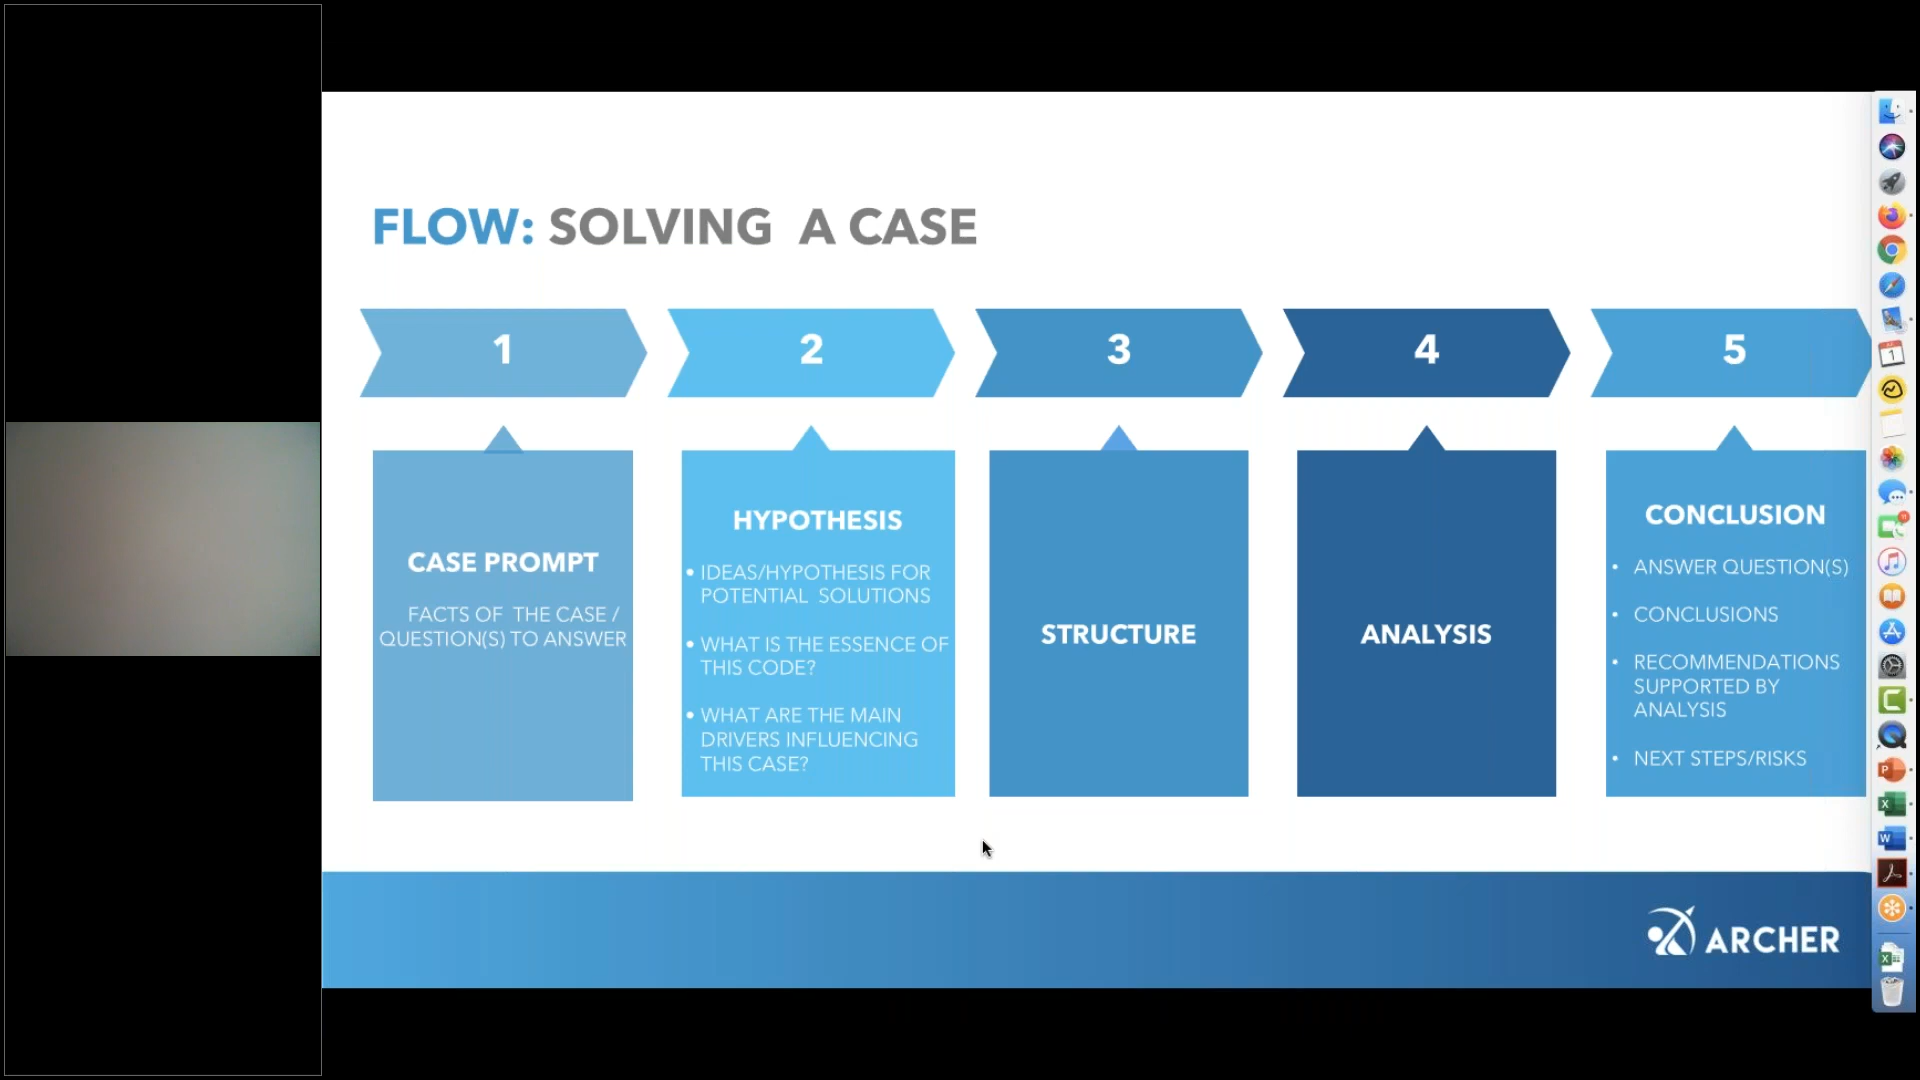 FLOW: SOLVING A CASE
1
2
3
4
5
CASE PROMPT
FACTS OF THE CASE /
QUESTION(S) TO ANSWER
HYPOTHESIS
• IDEAS/HYPOTHESIS FOR
POTENTIAL SOLUTIONS
• WHAT IS THE ESSENCE OF
THIS CODE?
• WHAT ARE THE MAIN
DRIVERS INFLUENCING
THIS CASE?
STRUCTURE
ANALYSIS
CONCLUSION
• ANSWER QUESTION(S)
• CONCLUSIONS
• RECOMMENDATIONS
SUPPORTED BY
ANALYSIS
• NEXT STEPS/RISKS
ARCHER
1
P
X
W
X